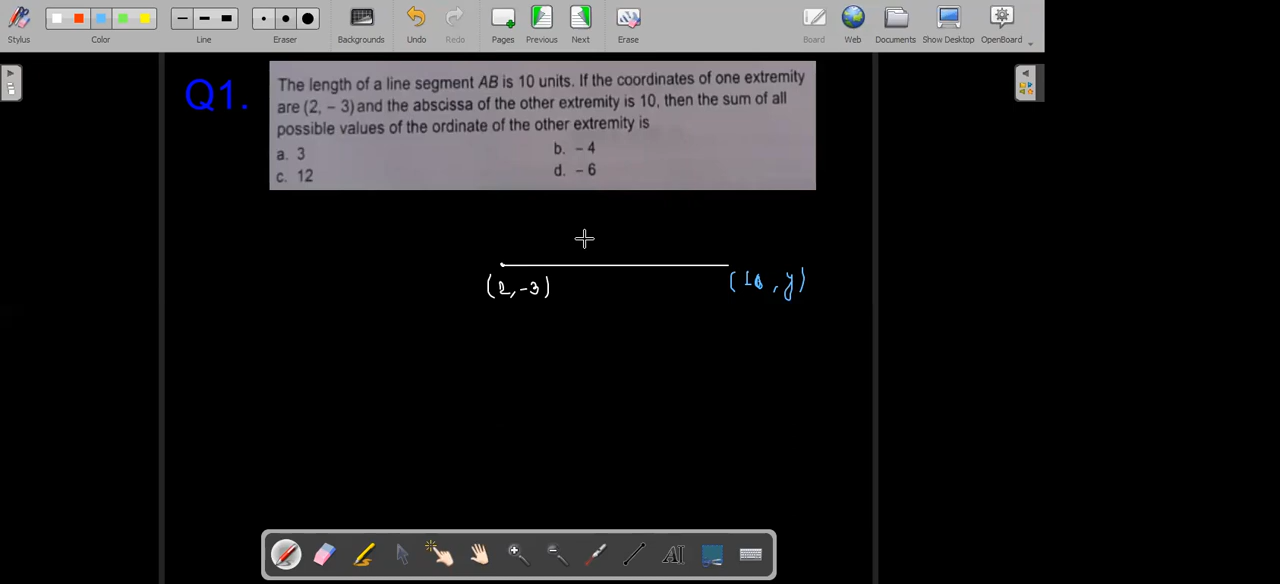 Stylus Color Line Eraser Backgrounds Undo Redo Pages Previous Next Erase Board Web Documents Show Desktop OpenBoard
Q1.
The length of a line segment AB is 10 units. If the coordinates of one extremity
are (2, – 3) and the abscissa of the other extremity is 10, then the sum of all
possible values of the ordinate of the other extremity is
a. 3 b. – 4
c. 12 d. – 6
(2, -3) (10, y)
AI